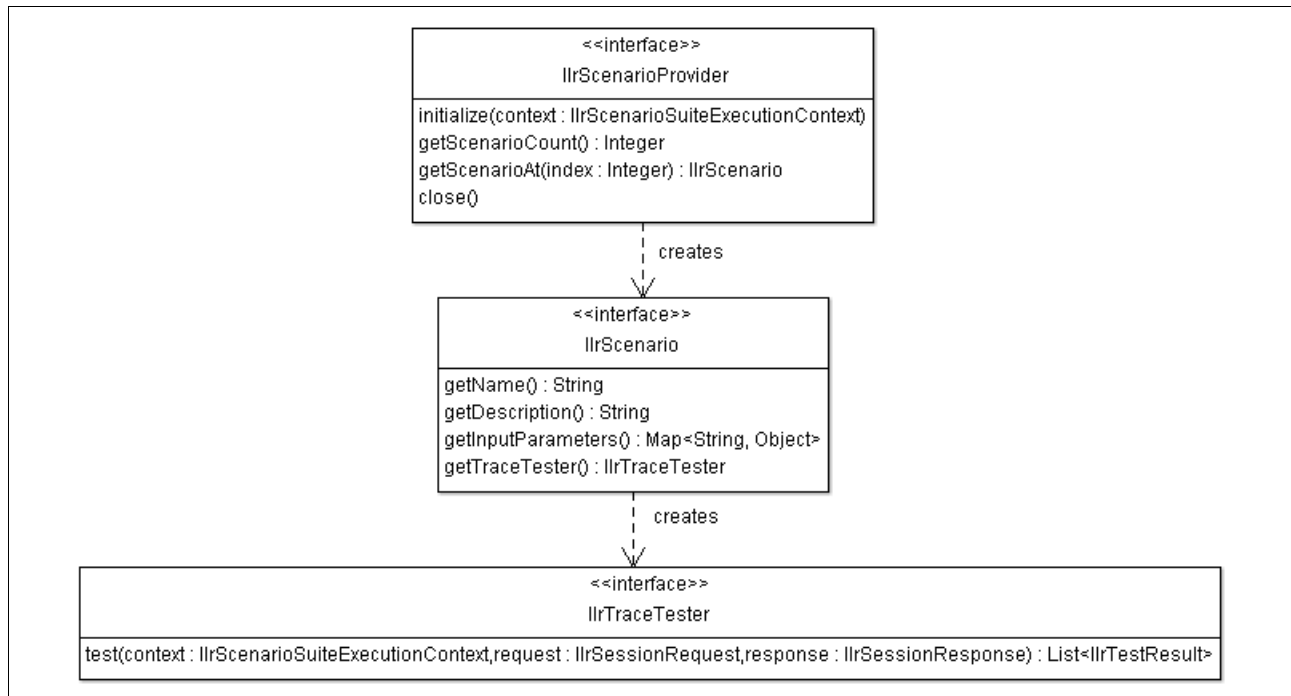 <<interface>>
IlrScenarioProvider
initialize(context : IlrScenarioSuiteExecutionContext)
getScenarioCount() : Integer
getScenarioAt(index : Integer) : IlrScenario
close()
creates
<<interface>>
IlrScenario
getName() : String
getDescription() : String
getInputParameters() : Map<String, Object>
getTraceTester() : IlrTraceTester
creates
<<interface>>
IlrTraceTester
test(context : IlrScenarioSuiteExecutionContext,request : IlrSessionRequest,response : IlrSessionResponse) : List<IlrTestResult>